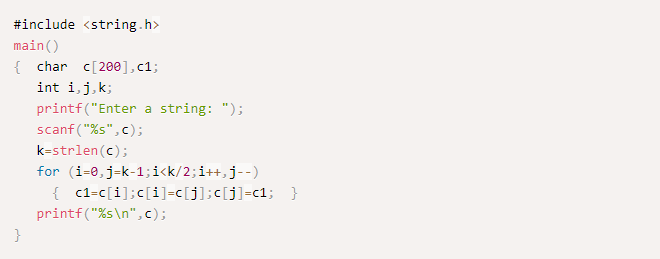 #include <string.h>
main()
{  char  c[200],c1;
   int i,j,k;
   printf("Enter a string: ");
   scanf("%s",c);
   k=strlen(c);
   for (i=0,j=k-1;i<k/2;i++,j--)
     {  c1=c[i];c[i]=c[j];c[j]=c1;  }
   printf("%s\n",c);
}